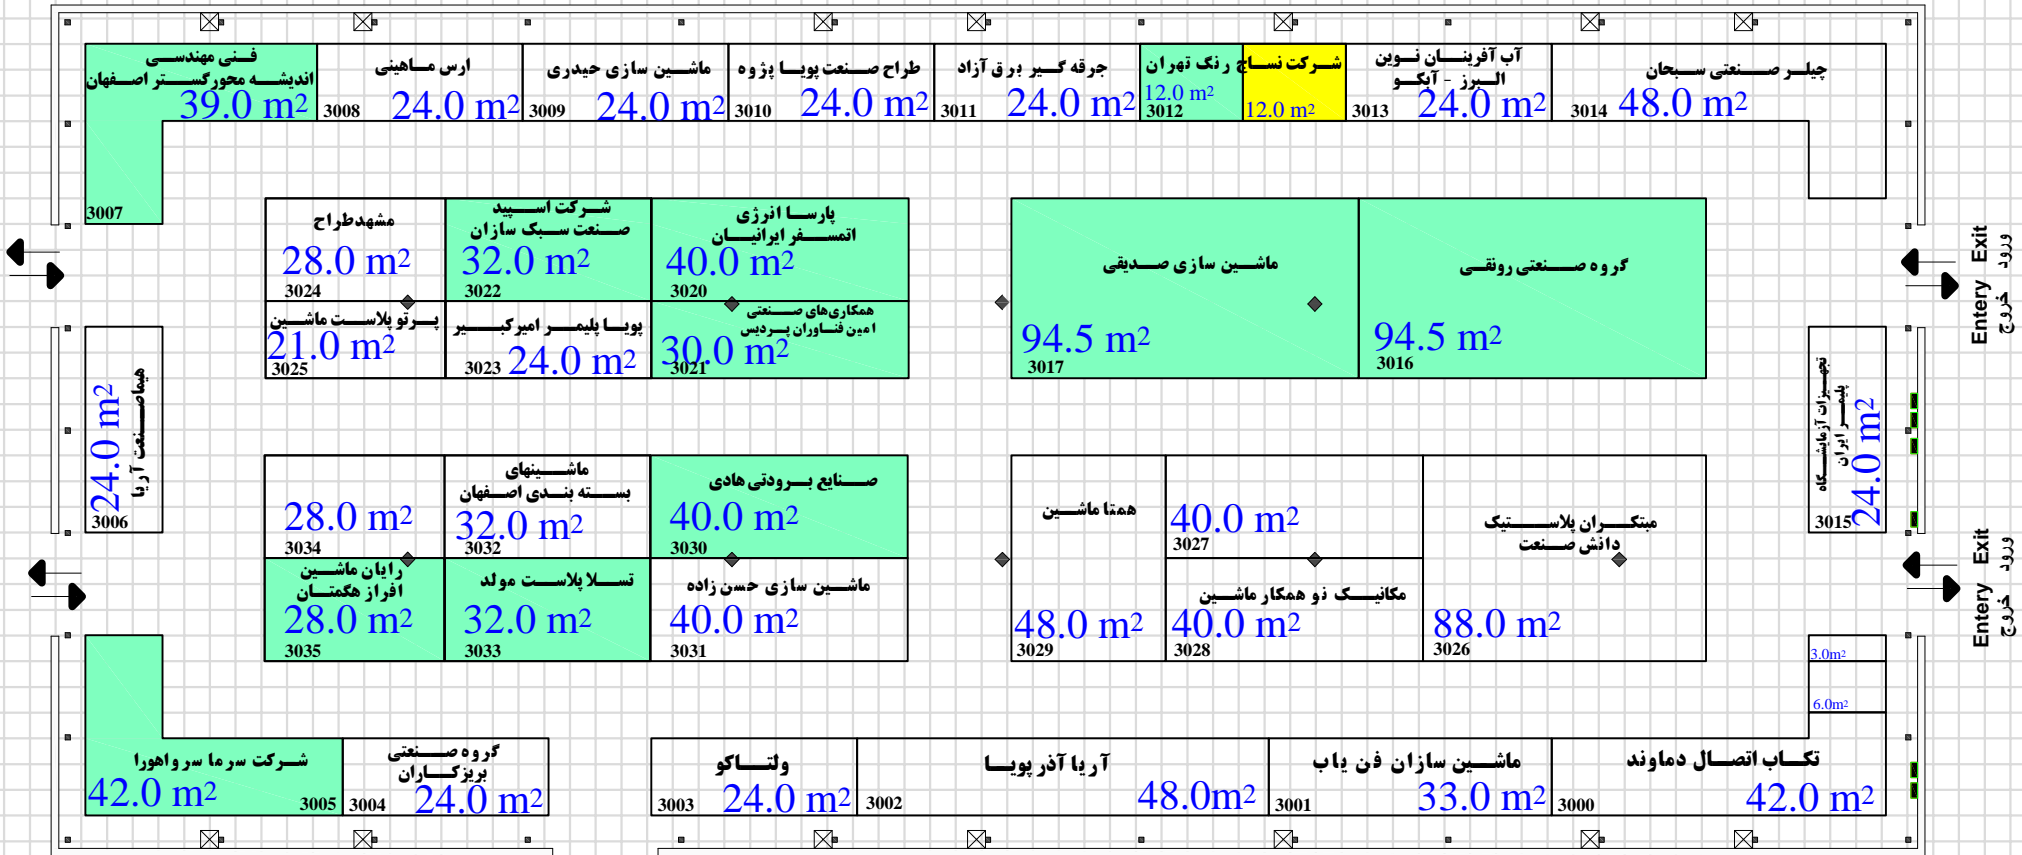 فنی مهندسی
اندیشه محورگستر اصفهان
39.0 m²
3007
ارس ماهینی
3008
24.0 m²
ماشین سازی حیدری
3009
24.0 m²
طراح صنعت پویا پژوه
3010
24.0 m²
جرقه گیر برق آزاد
3011
24.0 m²
رنگ تهران
12.0 m²
3012
شرکت نساج
12.0 m²
آب آفرینان نوین
البرز - آبکو
3013
24.0 m²
چیلر صنعتی سبحان
3014
48.0 m²
مشهدطراح
28.0 m²
3024
شرکت اسپید
صنعت سبک سازان
32.0 m²
3022
پارسا انرژی
اتمسفر ایرانیان
40.0 m²
3020
ماشین سازی صدیقی
94.5 m²
3017
گروه صنعتی رونقی
94.5 m²
3016
Exit ورود
Entery خروج
پرتو پلاست ماشین
21.0 m²
3025
پویا پلیمر امیرکبیر
3023
24.0 m²
همکاری‌های صنعتی
امین فناوران پردیس
30.0 m²
3021
هیماصنعت آریا
24.0 m²
3006
تجهیزات آزمایشگاه
پلیمر ایران
24.0 m²
3015
28.0 m²
3034
ماشینهای
بسته بندی اصفهان
32.0 m²
3032
صنایع برودتی هادی
40.0 m²
3030
همتا ماشین
48.0 m²
3029
40.0 m²
3027
مبتکران پلاستیک
دانش صنعت
88.0 m²
3026
رایان ماشین
افراز هگمتان
28.0 m²
3035
تسلا پلاست مولد
32.0 m²
3033
ماشین سازی حسن زاده
40.0 m²
3031
مکانیک نو همکار ماشین
40.0 m²
3028
Exit ورود
Entery خروج
3.0m²
6.0m²
شرکت سرما سرواهورا
42.0 m²
3005
گروه صنعتی
بریزکاران
3004
24.0 m²
ولتاکو
3003
24.0 m²
آریا آذر پویا
3002
48.0m²
ماشین سازان فن یاب
3001
33.0 m²
تکاب اتصال دماوند
3000
42.0 m²